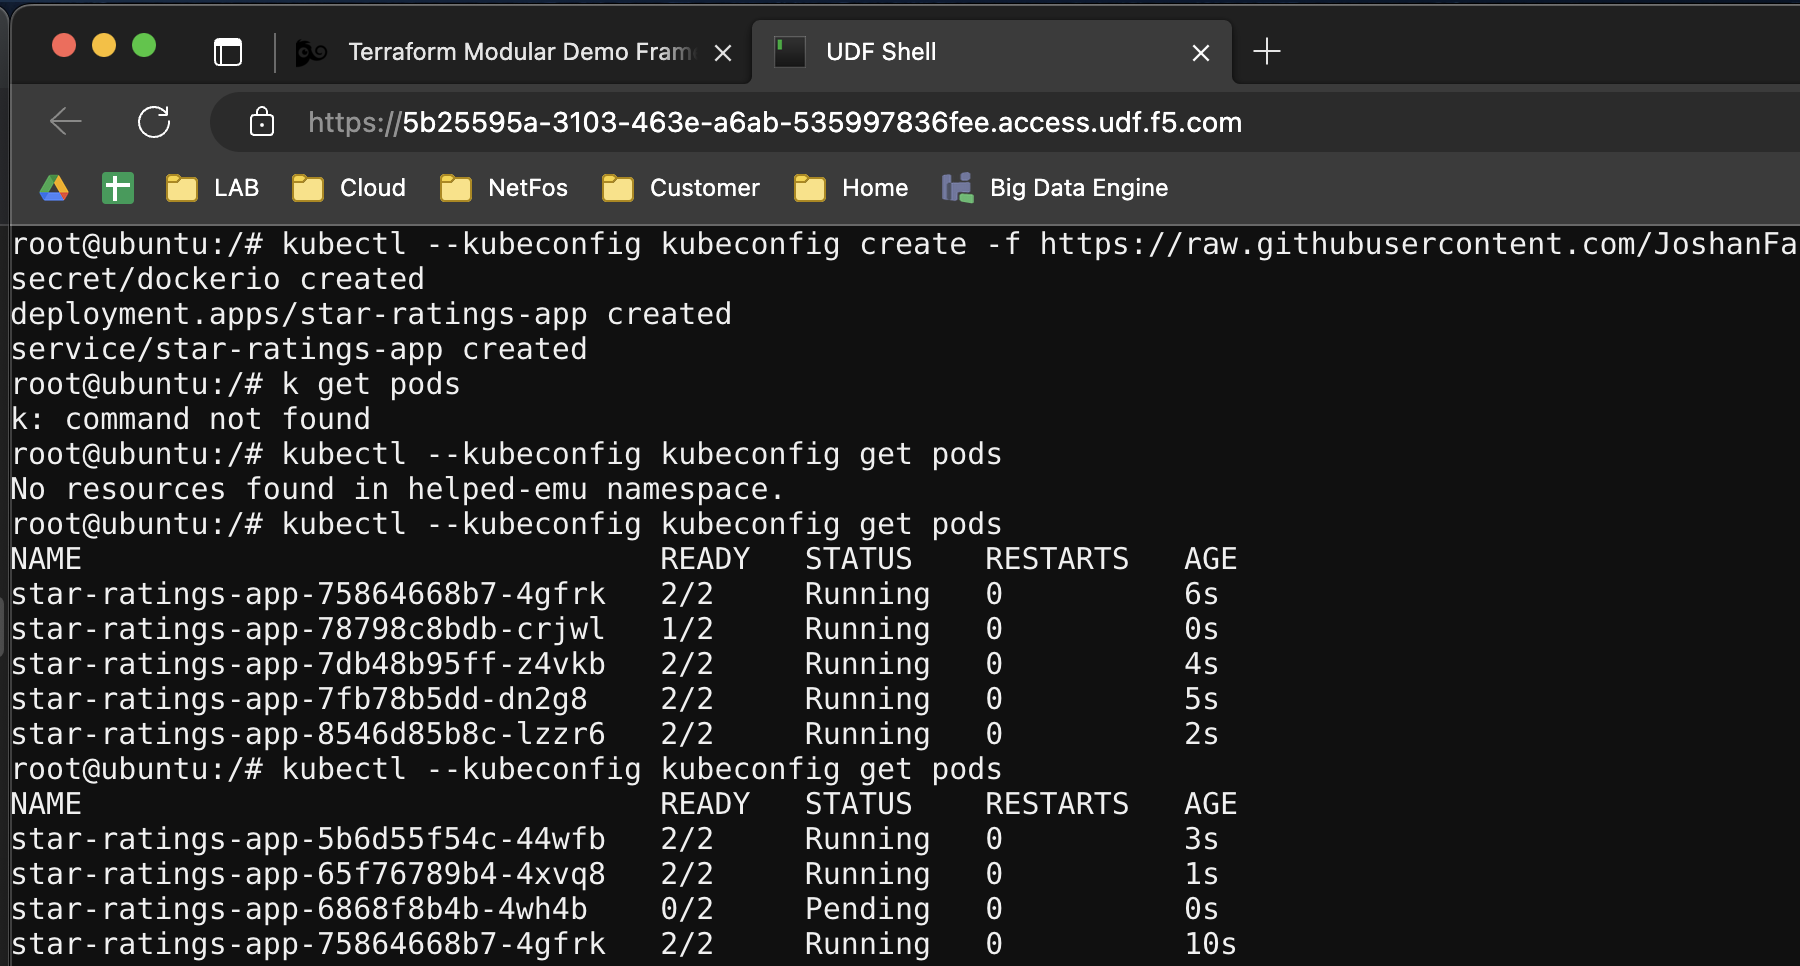 Terraform Modular Demo Fram
UDF Shell
https://5b25595a-3103-463e-a6ab-535997836fee.access.udf.f5.com
LAB Cloud NetFos Customer Home Big Data Engine
root@ubuntu:/# kubectl --kubeconfig kubeconfig create -f https://raw.githubusercontent.com/JoshanFa
secret/dockerio created
deployment.apps/star-ratings-app created
service/star-ratings-app created
root@ubuntu:/# k get pods
k: command not found
root@ubuntu:/# kubectl --kubeconfig kubeconfig get pods
No resources found in helped-emu namespace.
root@ubuntu:/# kubectl --kubeconfig kubeconfig get pods
NAME READY STATUS RESTARTS AGE
star-ratings-app-75864668b7-4gfrk 2/2 Running 0 6s
star-ratings-app-78798c8bdb-crjwl 1/2 Running 0 0s
star-ratings-app-7db48b95ff-z4vkb 2/2 Running 0 4s
star-ratings-app-7fb78b5dd-dn2g8 2/2 Running 0 5s
star-ratings-app-8546d85b8c-lzzr6 2/2 Running 0 2s
root@ubuntu:/# kubectl --kubeconfig kubeconfig get pods
NAME READY STATUS RESTARTS AGE
star-ratings-app-5b6d55f54c-44wfb 2/2 Running 0 3s
star-ratings-app-65f76789b4-4xvq8 2/2 Running 0 1s
star-ratings-app-6868f8b4b-4wh4b 0/2 Pending 0 0s
star-ratings-app-75864668b7-4gfrk 2/2 Running 0 10s